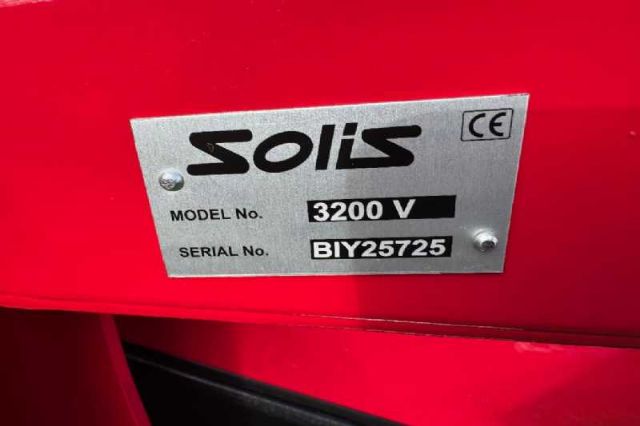 Solis
CE
MODEL No. 3200 V
SERIAL No. BIY25725